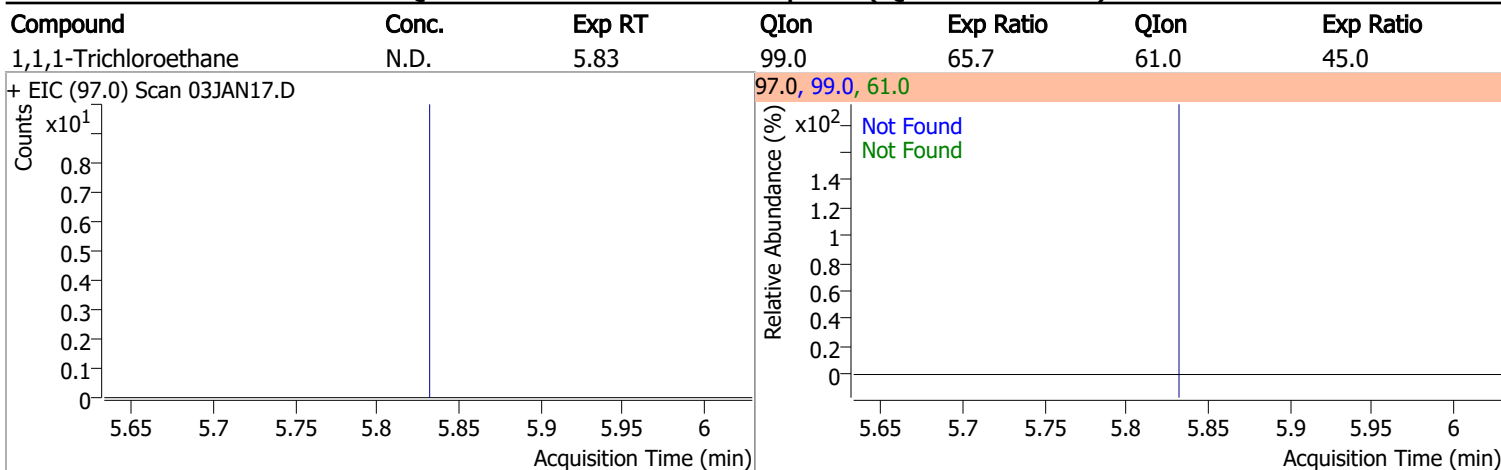 Compound Conc. Exp RT QIon Exp Ratio QIon Exp Ratio
1,1,1-Trichloroethane N.D. 5.83 99.0 65.7 61.0 45.0
+ EIC (97.0) Scan 03JAN17.D
Counts
x10¹
0.8
0.7
0.6
0.5
0.4
0.3
0.2
0.1
0
5.65 5.7 5.75 5.8 5.85 5.9 5.95 6
Acquisition Time (min)
97.0, 99.0, 61.0
Relative Abundance (%)
x10²
Not Found
Not Found
1.4
1.2
1
0.8
0.6
0.4
0.2
0
5.65 5.7 5.75 5.8 5.85 5.9 5.95 6
Acquisition Time (min)